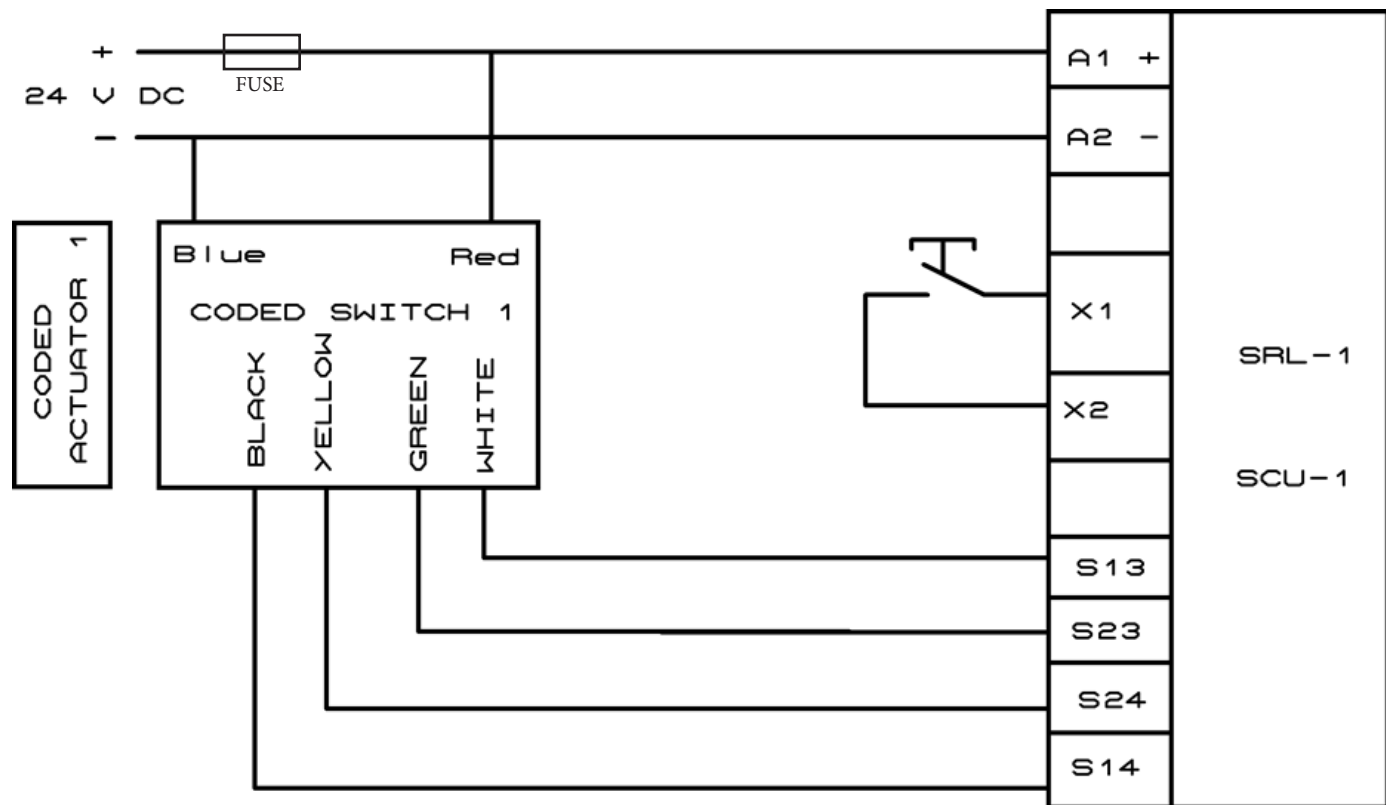 +
FUSE
24 V DC
-
A1 +
A2 -
CODED
ACTUATOR 1
Blue
Red
CODED SWITCH 1
BLACK
YELLOW
GREEN
WHITE
X1
X2
SRL-1
SCU-1
S13
S23
S24
S14